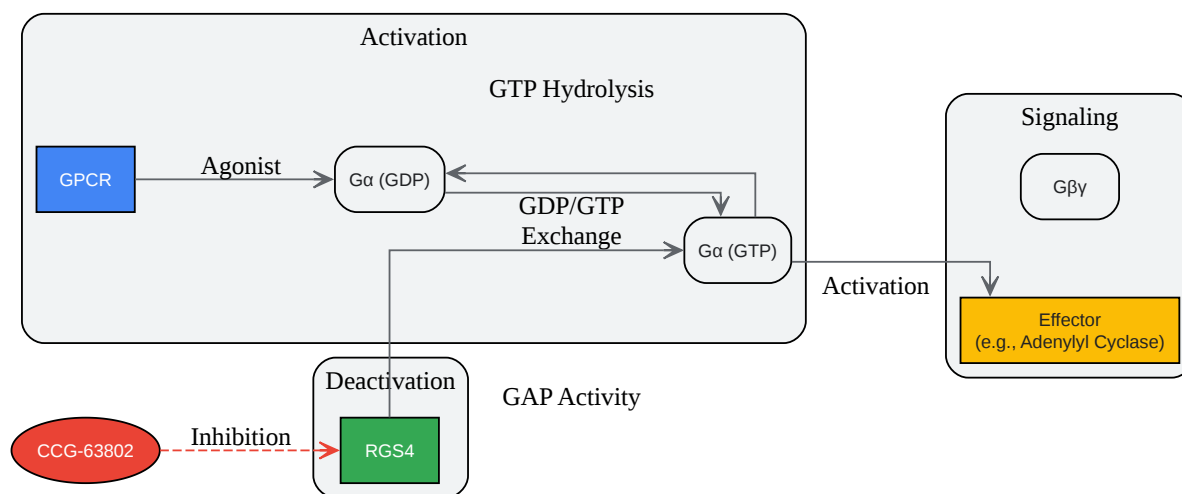 Activation
GTP Hydrolysis
Signaling
GPCR
Agonist
Gα (GDP)
Gβγ
GDP/GTP
Exchange
Gα (GTP)
Activation
Effector
(e.g., Adenylyl Cyclase)
Deactivation
GAP Activity
CCG-63802
Inhibition
RGS4